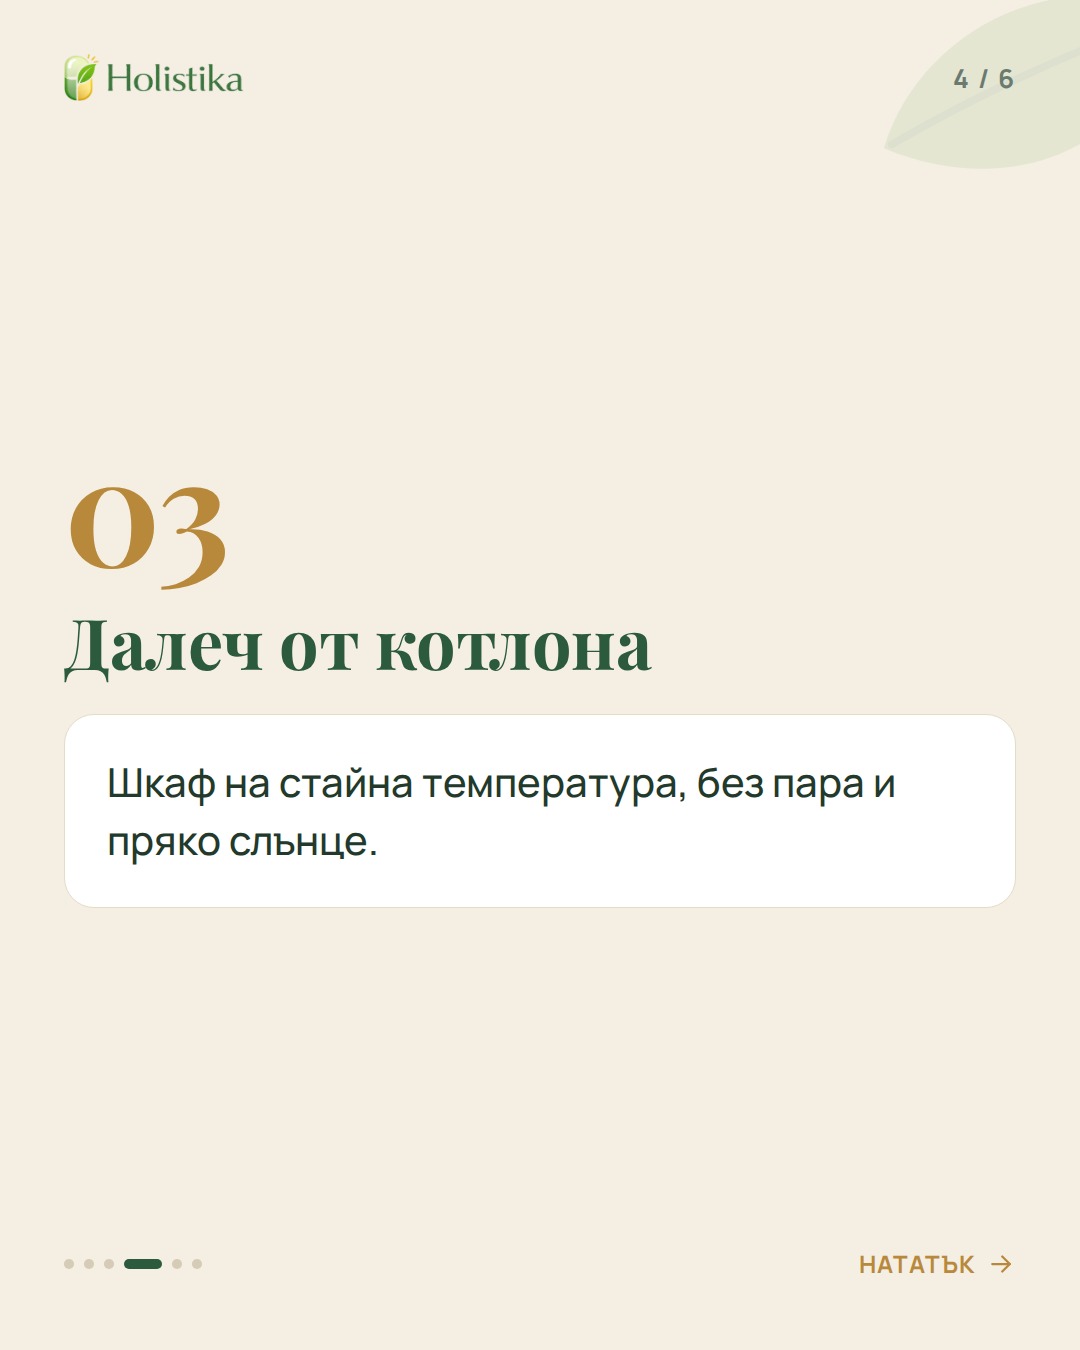 Holistika
4 / 6
03
Далеч от котлона
Шкаф на стайна температура, без пара и
пряко слънце.
НАТАТЪК →